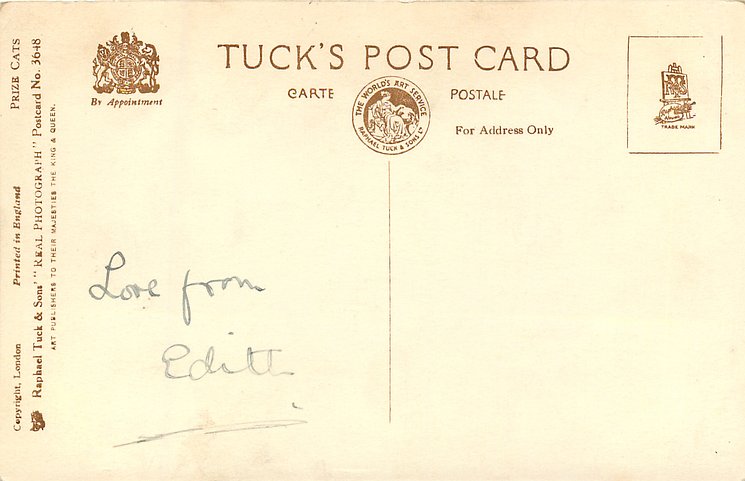 TUCK'S POST CARD
CARTE POSTALE
By Appointment
THE WORLD'S ART SERVICE
RAPHAEL TUCK & SONS LD
For Address Only
TRADE MARK
Love from
Edith
Copyright, London Printed in England PRIZE CATS
Raphael Tuck & Sons' "REAL PHOTOGRAPH" Postcard No. 3648
ART PUBLISHERS TO THEIR MAJESTIES THE KING & QUEEN.